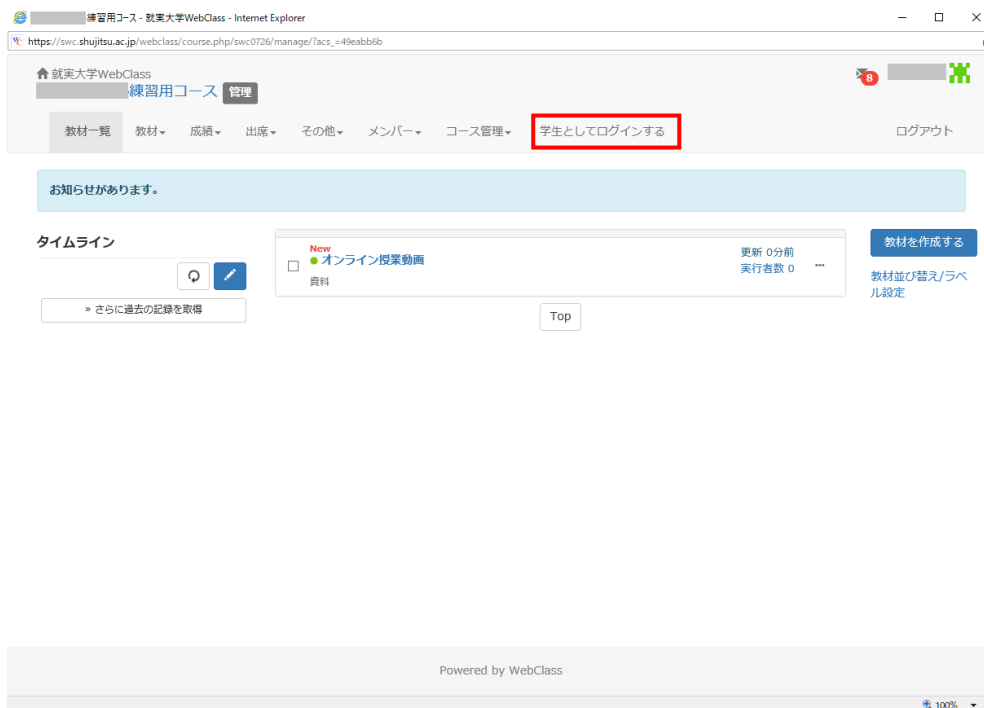 練習用コース - 就実大学WebClass - Internet Explorer
https://swc.shujitsu.ac.jp/webclass/course.php/swc0726/manage/?acs_=49eabb6b
就実大学WebClass
練習用コース 管理
8
教材一覧 教材 成績 出席 その他 メンバー コース管理 学生としてログインする ログアウト
お知らせがあります。
タイムライン
» さらに過去の記録を取得
New
オンライン授業動画
資料
更新 0分前
実行者数 0
Top
教材を作成する
教材並び替え/ラベ
ル設定
Powered by WebClass
100%